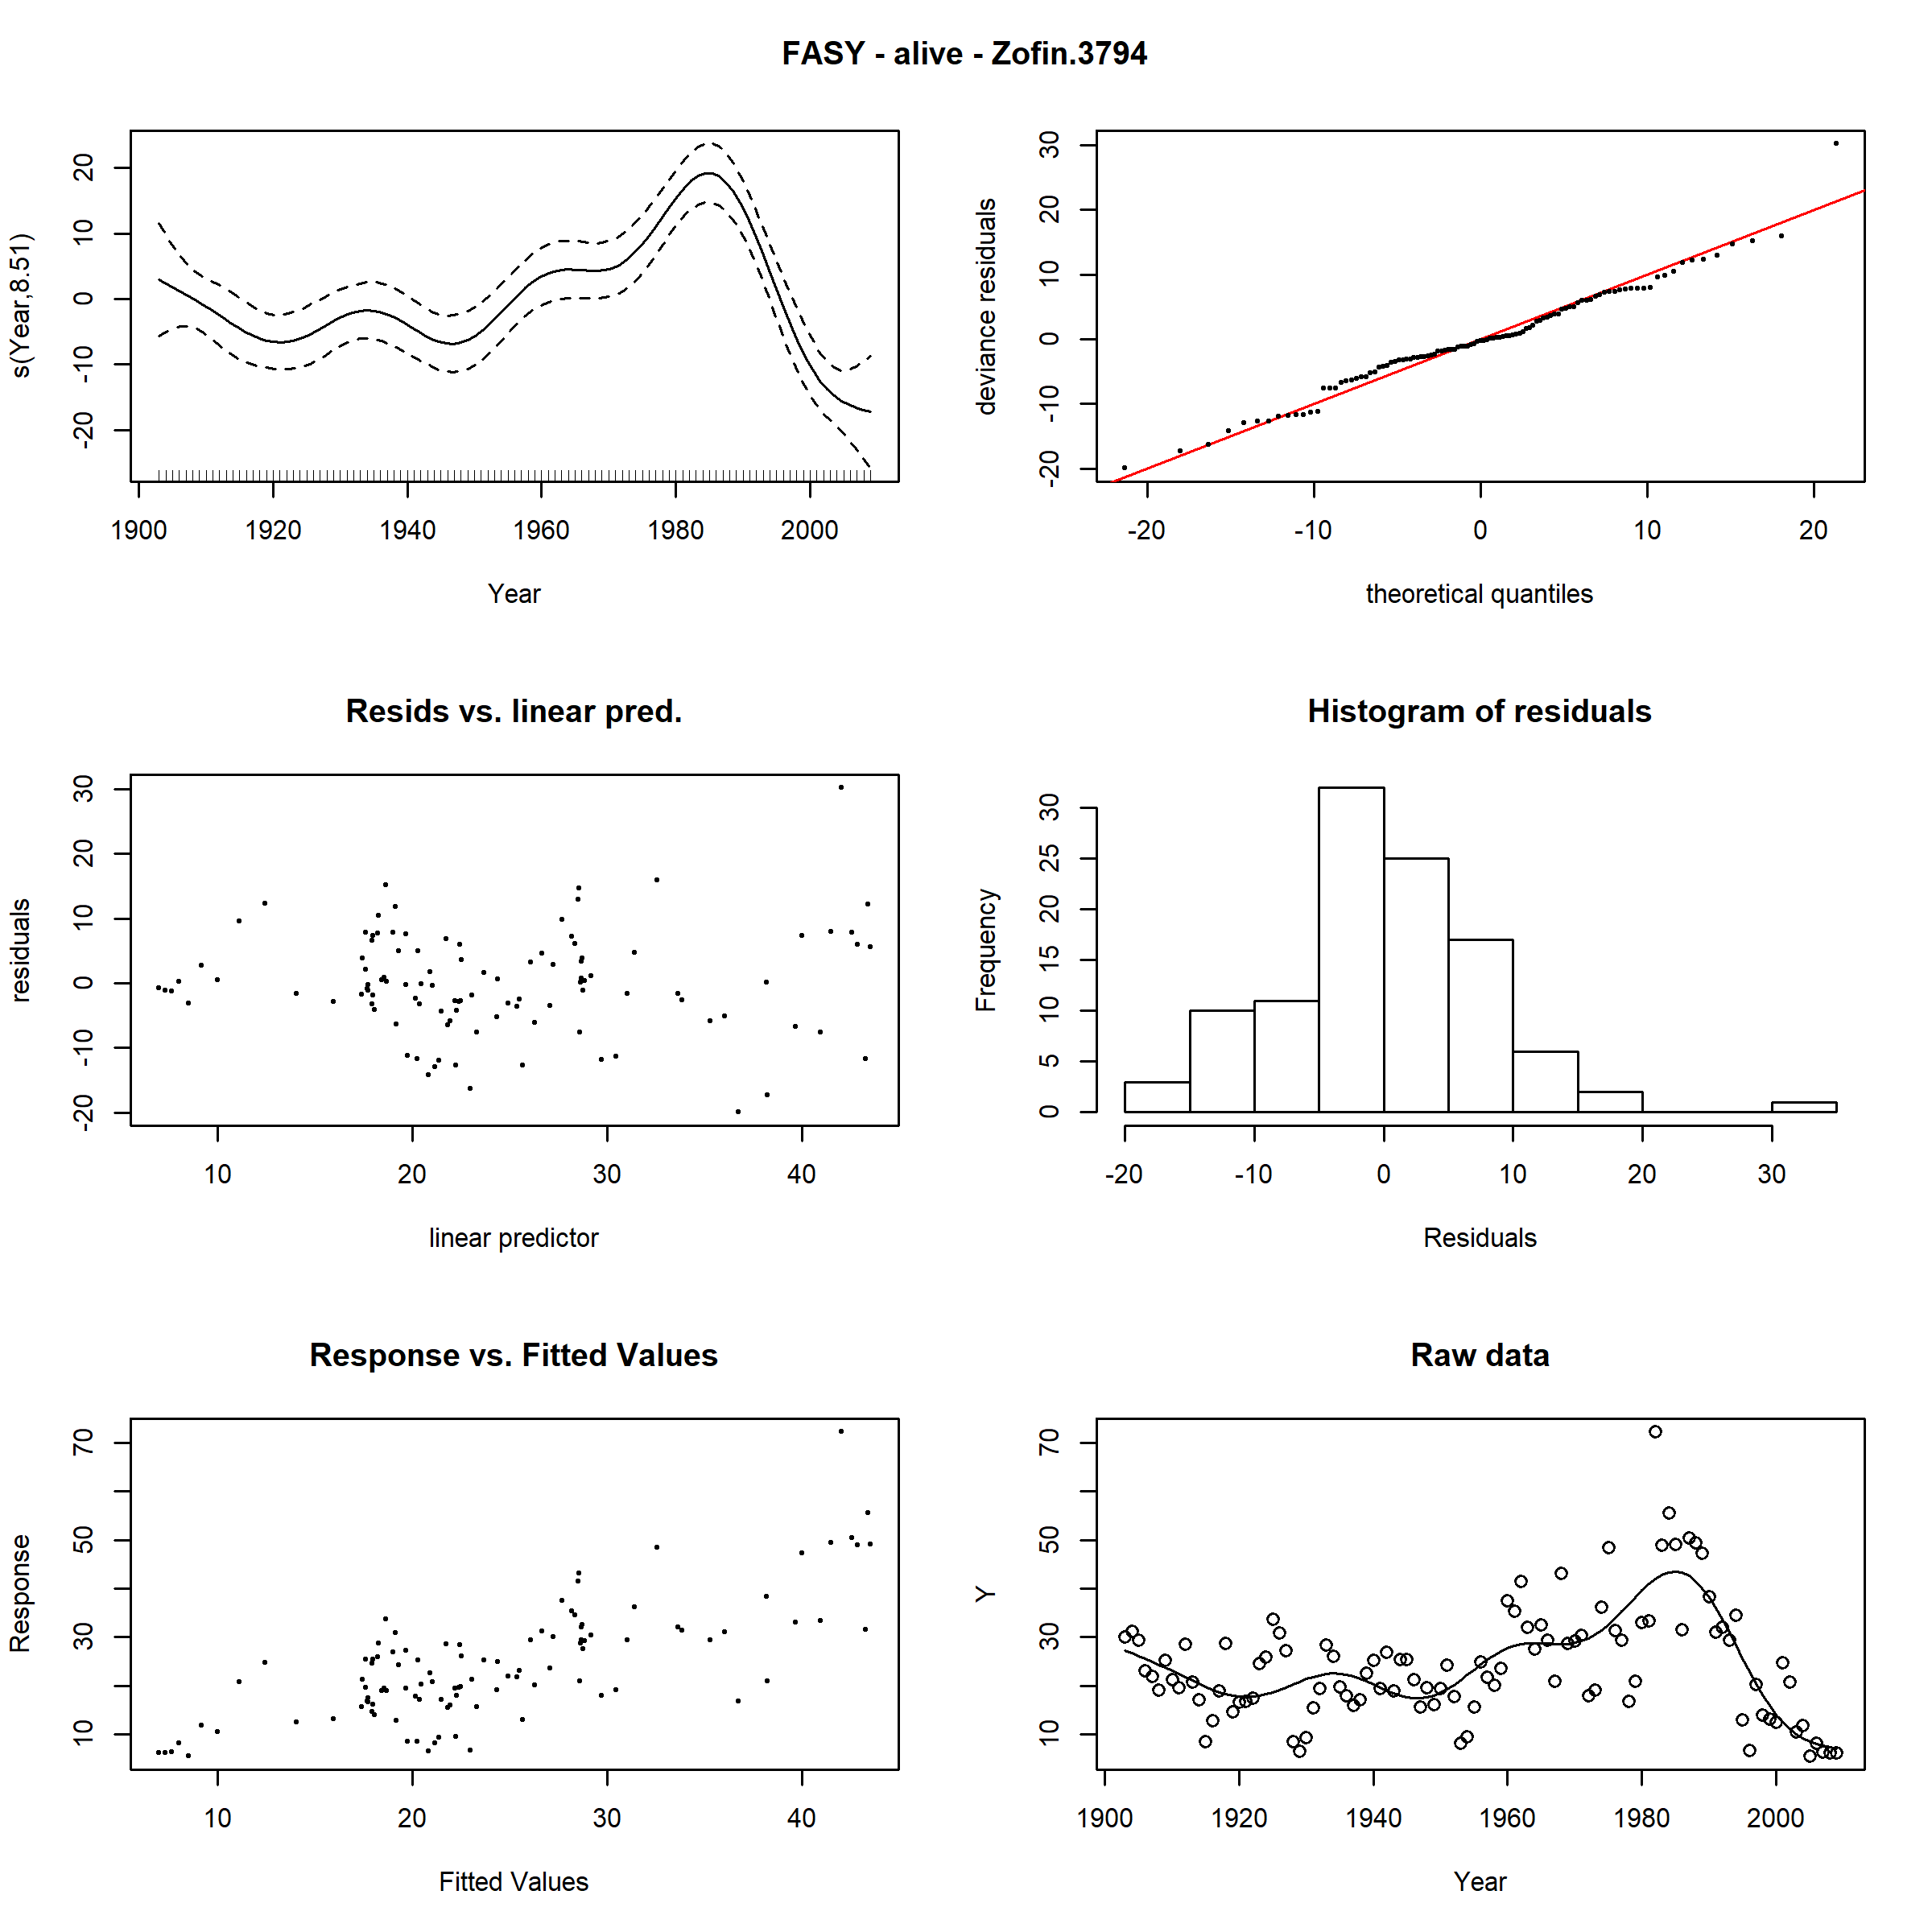 FASY - alive - Zofin.3794
s(Year,8.51)
20
10
0
-10
-20
1900 1920 1940 1960 1980 2000
Year
deviance residuals
30
20
10
0
-10
-20
-20 -10 0 10 20
theoretical quantiles
Resids vs. linear pred.
residuals
30
20
10
0
-10
-20
10 20 30 40
linear predictor
Histogram of residuals
Frequency
30
25
20
15
10
5
0
-20 -10 0 10 20 30
Residuals
Response vs. Fitted Values
Response
70
50
30
10
10 20 30 40
Fitted Values
Raw data
Y
70
50
30
10
1900 1920 1940 1960 1980 2000
Year